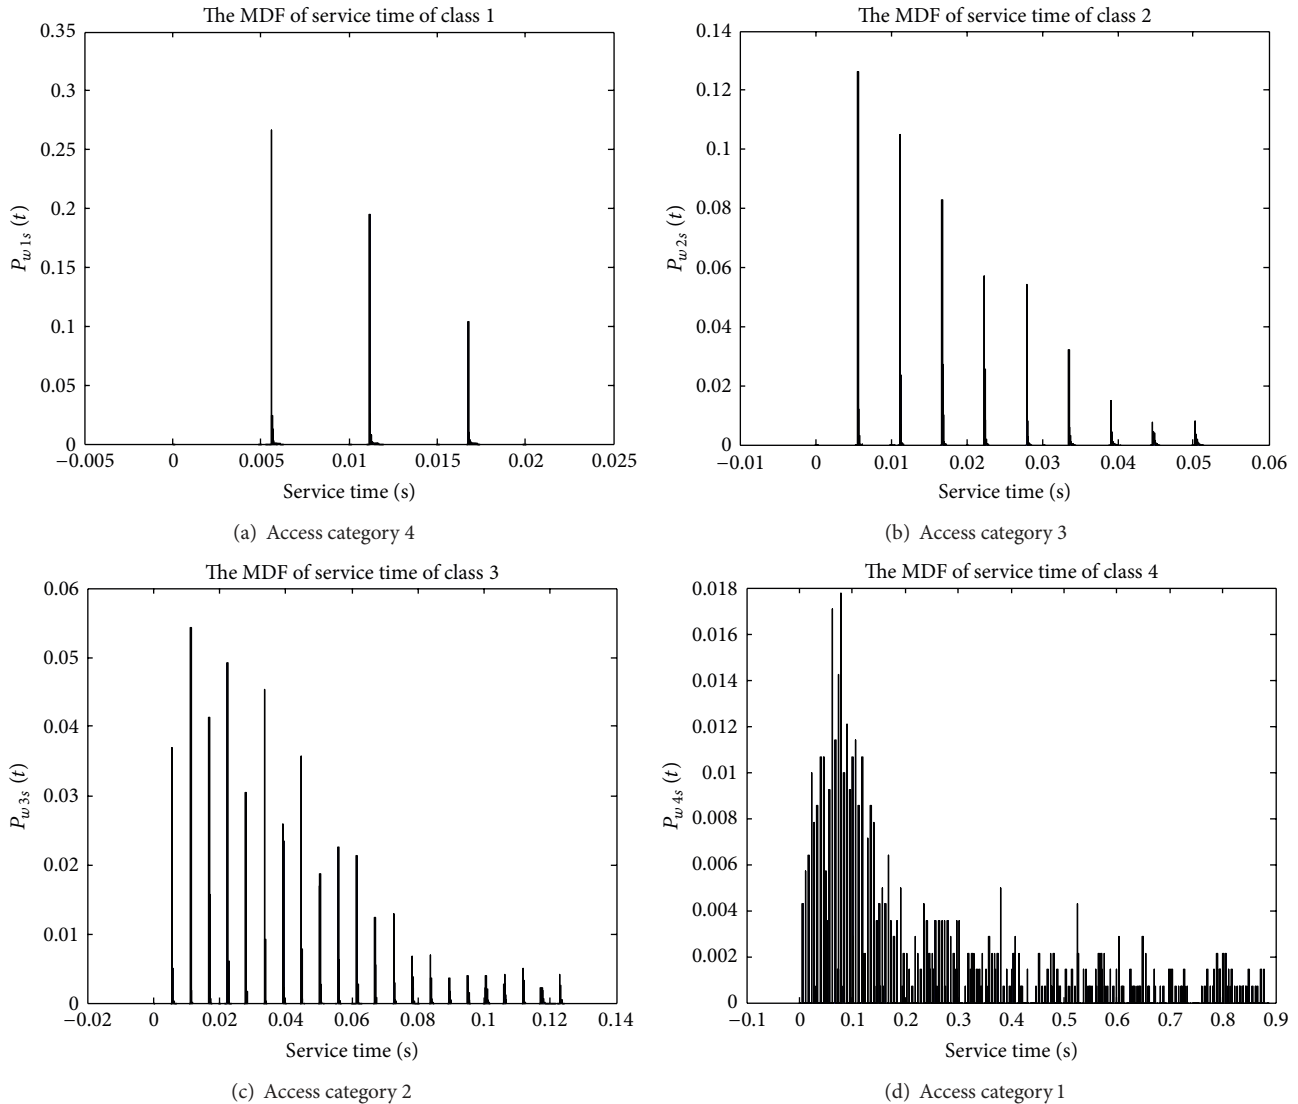 The MDF of service time of class 1
0.35
0.3
0.25
0.2
0.15
0.1
0.05
0
P_{w1s} (t)
−0.005 0 0.005 0.01 0.015 0.02 0.025
Service time (s)
(a) Access category 4
The MDF of service time of class 2
0.14
0.12
0.1
0.08
0.06
0.04
0.02
0
P_{w2s} (t)
−0.01 0 0.01 0.02 0.03 0.04 0.05 0.06
Service time (s)
(b) Access category 3
The MDF of service time of class 3
0.06
0.05
0.04
0.03
0.02
0.01
0
P_{w3s} (t)
−0.02 0 0.02 0.04 0.06 0.08 0.1 0.12 0.14
Service time (s)
(c) Access category 2
The MDF of service time of class 4
0.018
0.016
0.014
0.012
0.01
0.008
0.006
0.004
0.002
0
P_{w4s} (t)
−0.1 0 0.1 0.2 0.3 0.4 0.5 0.6 0.7 0.8 0.9
Service time (s)
(d) Access category 1